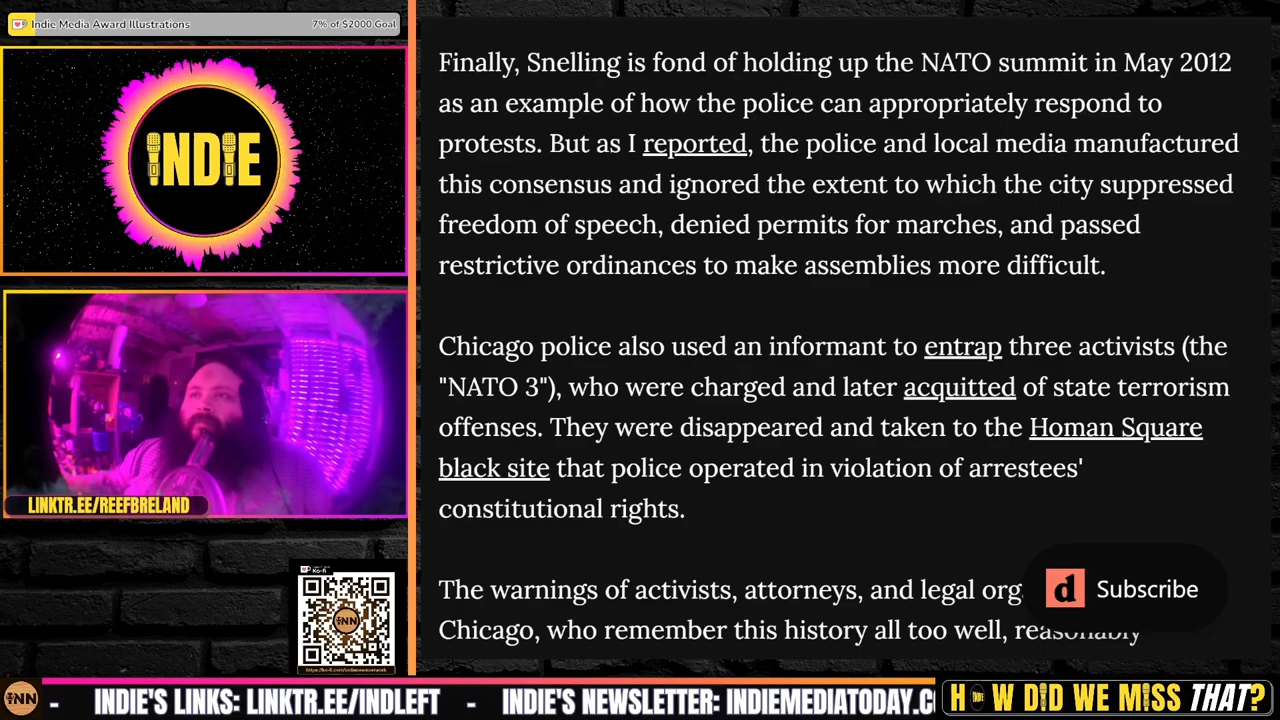 Indie Media Award Illustrations
7% of $2000 Goal
INDIE
LINKTR.EE/REEFBRELAND
Ko-fi
iNN
Finally, Snelling is fond of holding up the NATO summit in May 2012
as an example of how the police can appropriately respond to
protests. But as I reported, the police and local media manufactured
this consensus and ignored the extent to which the city suppressed
freedom of speech, denied permits for marches, and passed
restrictive ordinances to make assemblies more difficult.
Chicago police also used an informant to entrap three activists (the
"NATO 3"), who were charged and later acquitted of state terrorism
offenses. They were disappeared and taken to the Homan Square
black site that police operated in violation of arrestees'
constitutional rights.
The warnings of activists, attorneys, and legal org
Chicago, who remember this history all too well, reasonably
d Subscribe
iNN
- INDIE'S LINKS: LINKTR.EE/INDLEFT - INDIE'S NEWSLETTER: INDIEMEDIATODAY.C
HOW DID WE MISS THAT?